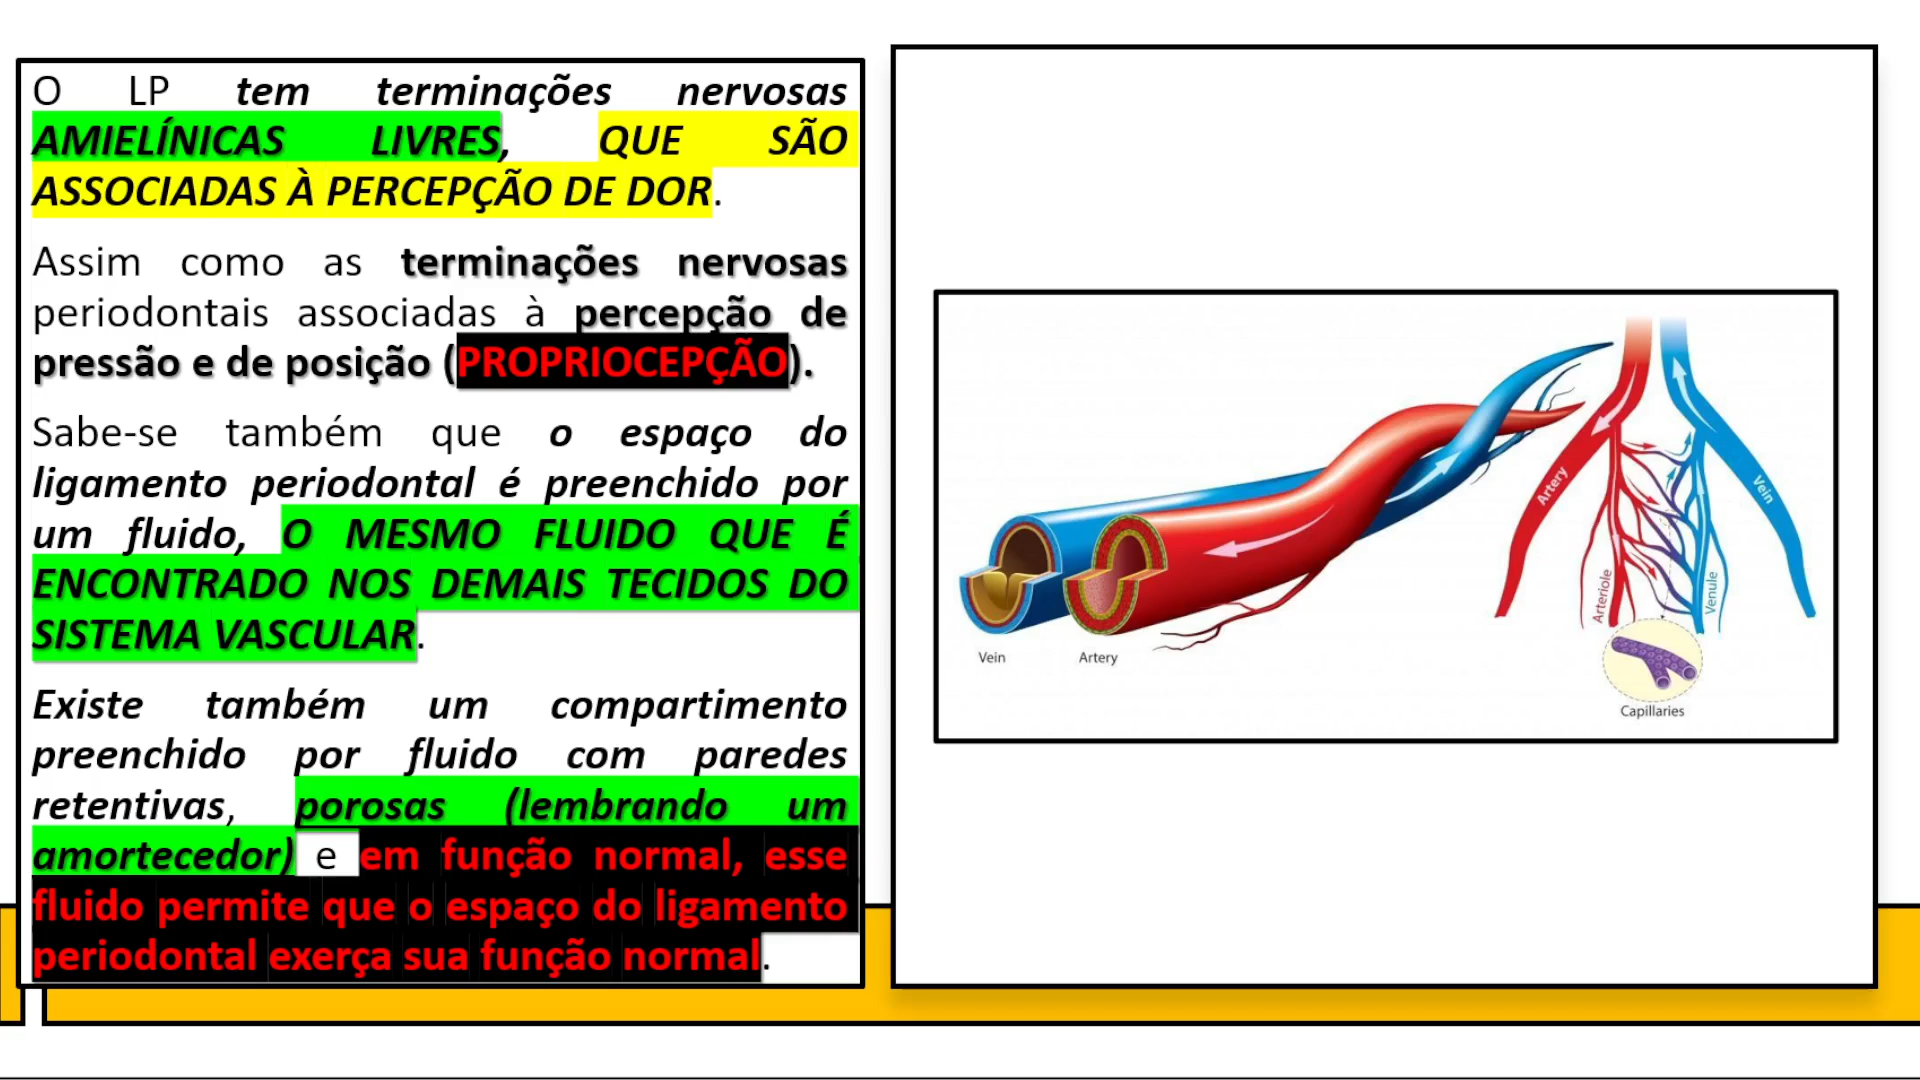 O LP tem terminações nervosas
AMIELÍNICAS LIVRES, QUE SÃO
ASSOCIADAS À PERCEPÇÃO DE DOR.
Assim como as terminações nervosas
periodontais associadas à percepção de
pressão e de posição (PROPRIOCEPÇÃO).
Sabe-se também que o espaço do
ligamento periodontal é preenchido por
um fluido, O MESMO FLUIDO QUE É
ENCONTRADO NOS DEMAIS TECIDOS DO
SISTEMA VASCULAR.
Existe também um compartimento
preenchido por fluido com paredes
retentivas, porosas (lembrando um
amortecedor) e em função normal, esse
fluido permite que o espaço do ligamento
periodontal exerça sua função normal.
Vein
Artery
Artery
Vein
Arteriole
Venule
Capillaries